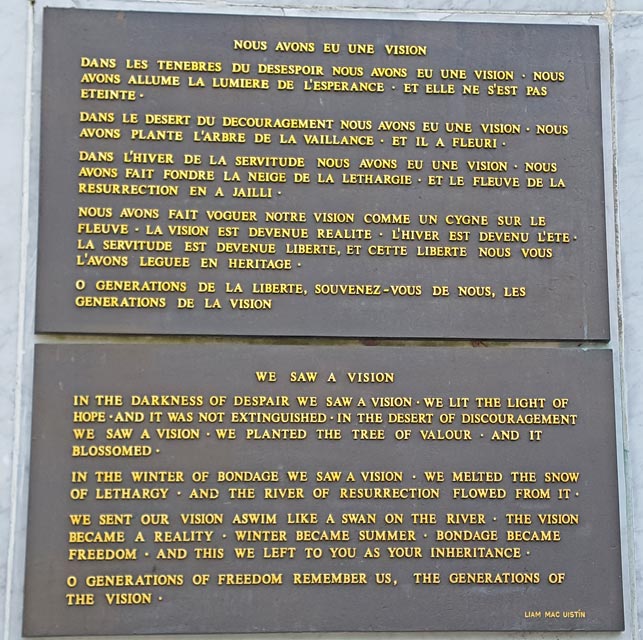 NOUS AVONS EU UNE VISION
DANS LES TENEBRES DU DESESPOIR NOUS AVONS EU UNE VISION · NOUS
AVONS ALLUME LA LUMIERE DE L'ESPERANCE · ET ELLE NE S'EST PAS
ETEINTE ·
DANS LE DESERT DU DECOURAGEMENT NOUS AVONS EU UNE VISION · NOUS
AVONS PLANTE L'ARBRE DE LA VAILLANCE · ET IL A FLEURI ·
DANS L'HIVER DE LA SERVITUDE NOUS AVONS EU UNE VISION · NOUS
AVONS FAIT FONDRE LA NEIGE DE LA LETHARGIE · ET LE FLEUVE DE LA
RESURRECTION EN A JAILLI ·
NOUS AVONS FAIT VOGUER NOTRE VISION COMME UN CYGNE SUR LE
FLEUVE · LA VISION EST DEVENUE REALITE · L'HIVER EST DEVENU L'ETE ·
LA SERVITUDE EST DEVENUE LIBERTE, ET CETTE LIBERTE NOUS VOUS
L'AVONS LEGUEE EN HERITAGE ·
O GENERATIONS DE LA LIBERTE, SOUVENEZ-VOUS DE NOUS, LES
GENERATIONS DE LA VISION
WE SAW A VISION
IN THE DARKNESS OF DESPAIR WE SAW A VISION · WE LIT THE LIGHT OF
HOPE · AND IT WAS NOT EXTINGUISHED · IN THE DESERT OF DISCOURAGEMENT
WE SAW A VISION · WE PLANTED THE TREE OF VALOUR · AND IT
BLOSSOMED ·
IN THE WINTER OF BONDAGE WE SAW A VISION · WE MELTED THE SNOW
OF LETHARGY · AND THE RIVER OF RESURRECTION FLOWED FROM IT ·
WE SENT OUR VISION ASWIM LIKE A SWAN ON THE RIVER · THE VISION
BECAME A REALITY · WINTER BECAME SUMMER · BONDAGE BECAME
FREEDOM · AND THIS WE LEFT TO YOU AS YOUR INHERITANCE ·
O GENERATIONS OF FREEDOM REMEMBER US, THE GENERATIONS OF
THE VISION ·
LIAM MAC UISTÍN